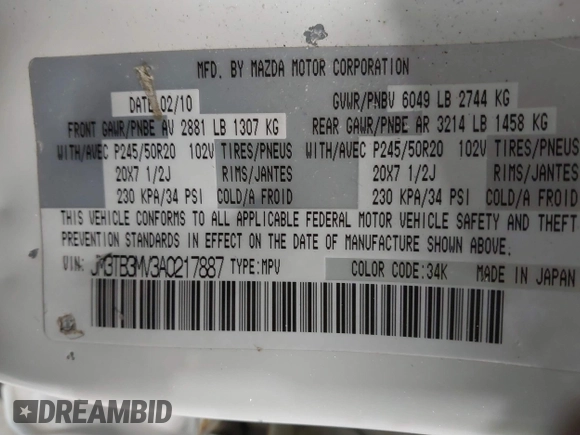 MFD. BY MAZDA MOTOR CORPORATION
DATE 02/10 GVWR/PNBV 6049 LB 2744 KG
FRONT GAWR/PNBE AV 2881 LB 1307 KG REAR GAWR/PNBE AR 3214 LB 1458 KG
WITH/AVEC P245/50R20 102V TIRES/PNEUS WITH/AVEC P245/50R20 102V TIRES/PNEUS
20X7 1/2J RIMS/JANTES 20X7 1/2J RIMS/JANTES
230 KPA/34 PSI COLD/A FROID 230 KPA/34 PSI COLD/A FROID
THIS VEHICLE CONFORMS TO ALL APPLICABLE FEDERAL MOTOR VEHICLE SAFETY AND THEFT
PREVENTION STANDARDS IN EFFECT ON THE DATE OF MANUFACTURE SHOWN ABOVE.
VIN: JM3TB3MV3A0217887 TYPE:MPV COLOR CODE:34K MADE IN JAPAN
DREAMBID